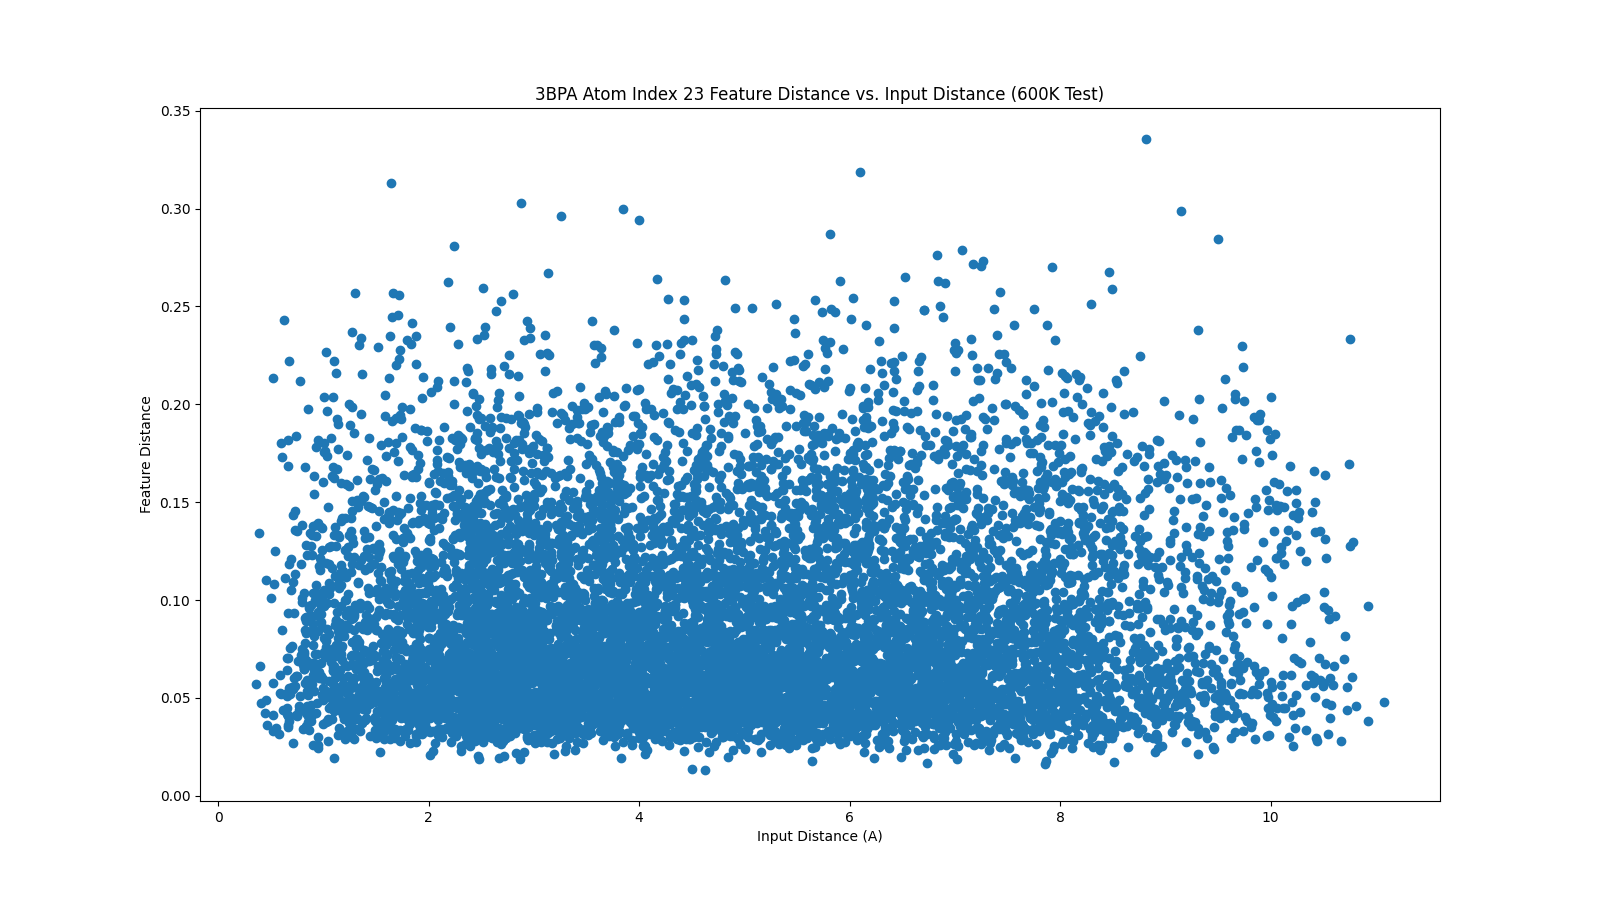 3BPA Atom Index 23 Feature Distance vs. Input Distance (600K Test)
0.35
0.30
0.25
0.20
0.15
0.10
0.05
0.00
Feature Distance
0 2 4 6 8 10
Input Distance (A)